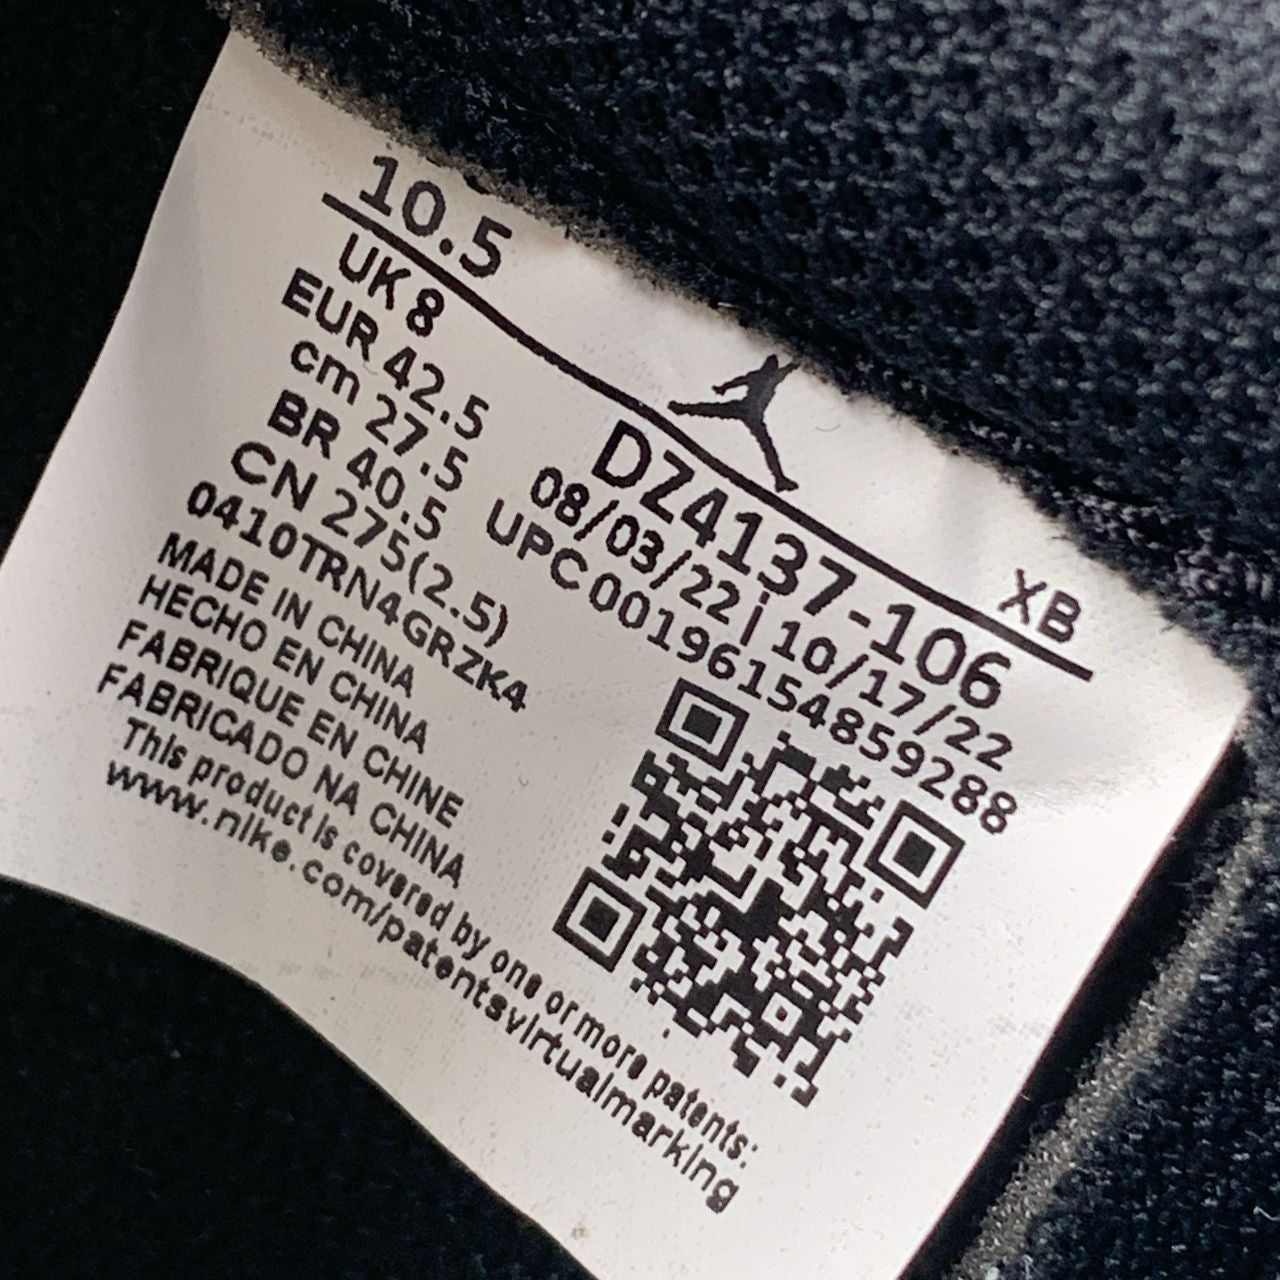 10.5
XB
UK 8
EUR 42.5
cm 27.5
BR 40.5
CN 275(2.5)
DZ4137-106
08/03/22 | 10/17/22
UPC 00196154859288
0410TRN4GRZK4
MADE IN CHINA
HECHO EN CHINA
FABRIQUE EN CHINE
FABRICADO NA CHINA
This product is covered by one or more patents:
www.nike.com/patentsvirtualmarking